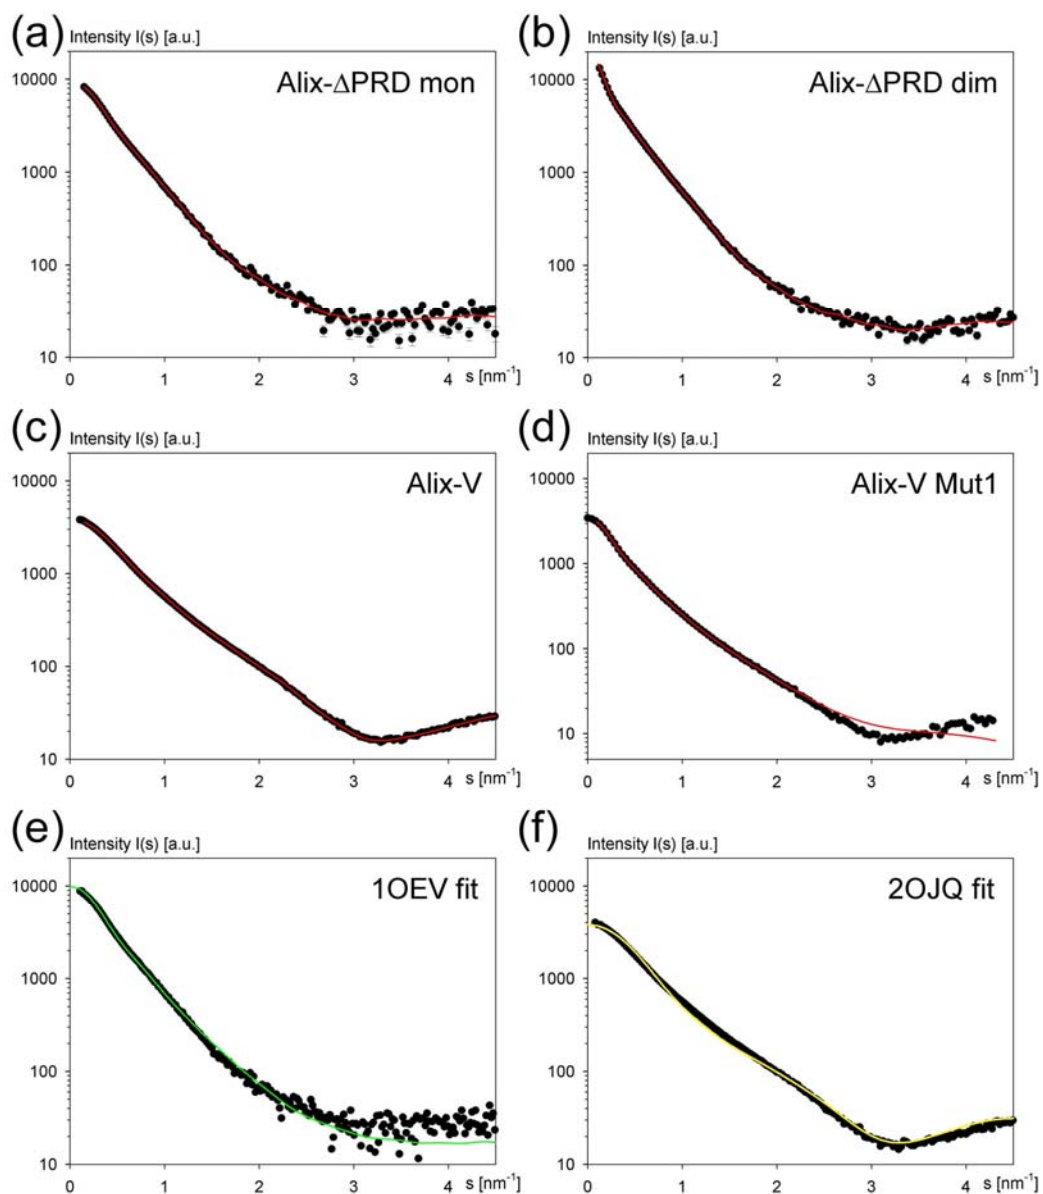 (a) Intensity I(s) [a.u.]
Alix-ΔPRD mon
10000
1000
100
10
0 1 2 3 4 s [nm⁻¹]
(b) Intensity I(s) [a.u.]
Alix-ΔPRD dim
10000
1000
100
10
0 1 2 3 4 s [nm⁻¹]
(c) Intensity I(s) [a.u.]
Alix-V
10000
1000
100
10
0 1 2 3 4 s [nm⁻¹]
(d) Intensity I(s) [a.u.]
Alix-V Mut1
10000
1000
100
10
0 1 2 3 4 s [nm⁻¹]
(e) Intensity I(s) [a.u.]
1OEV fit
10000
1000
100
10
0 1 2 3 4 s [nm⁻¹]
(f) Intensity I(s) [a.u.]
2OJQ fit
10000
1000
100
10
0 1 2 3 4 s [nm⁻¹]